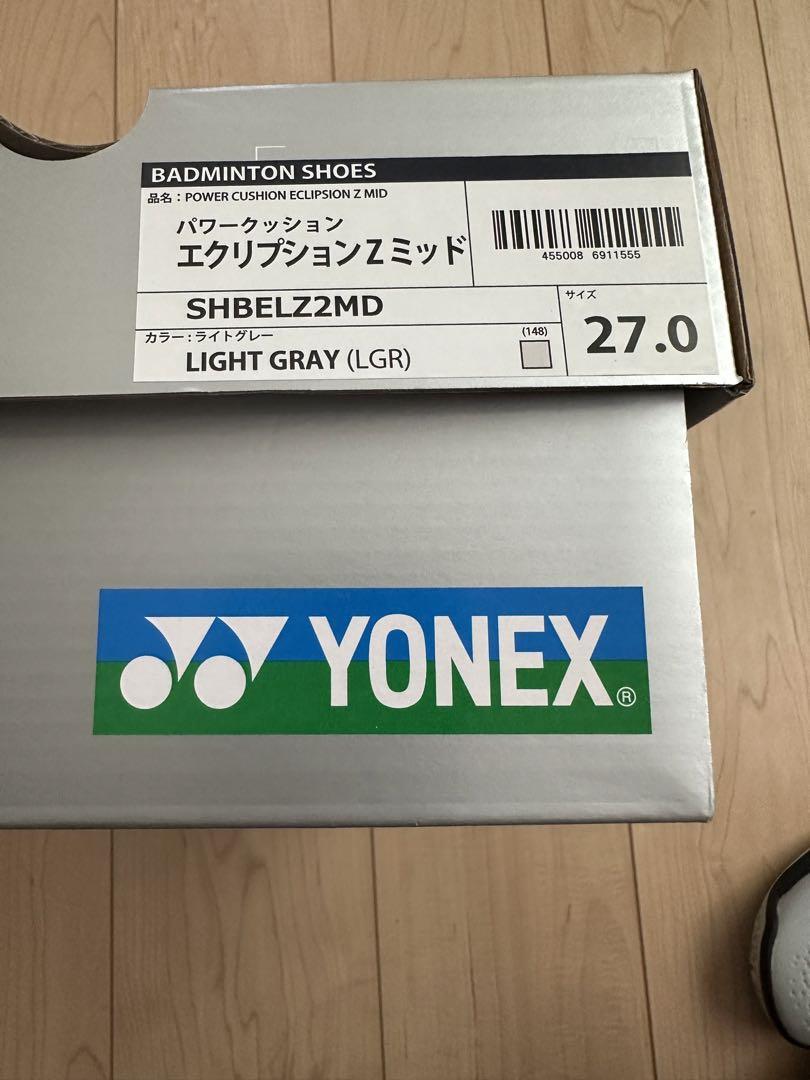 BADMINTON SHOES
品名：POWER CUSHION ECLIPSION Z MID
パワークッション
エクリプションZミッド
455008 6911555
SHBELZ2MD
サイズ
27.0
カラー：ライトグレー
(148)
LIGHT GRAY (LGR)
YONEX®